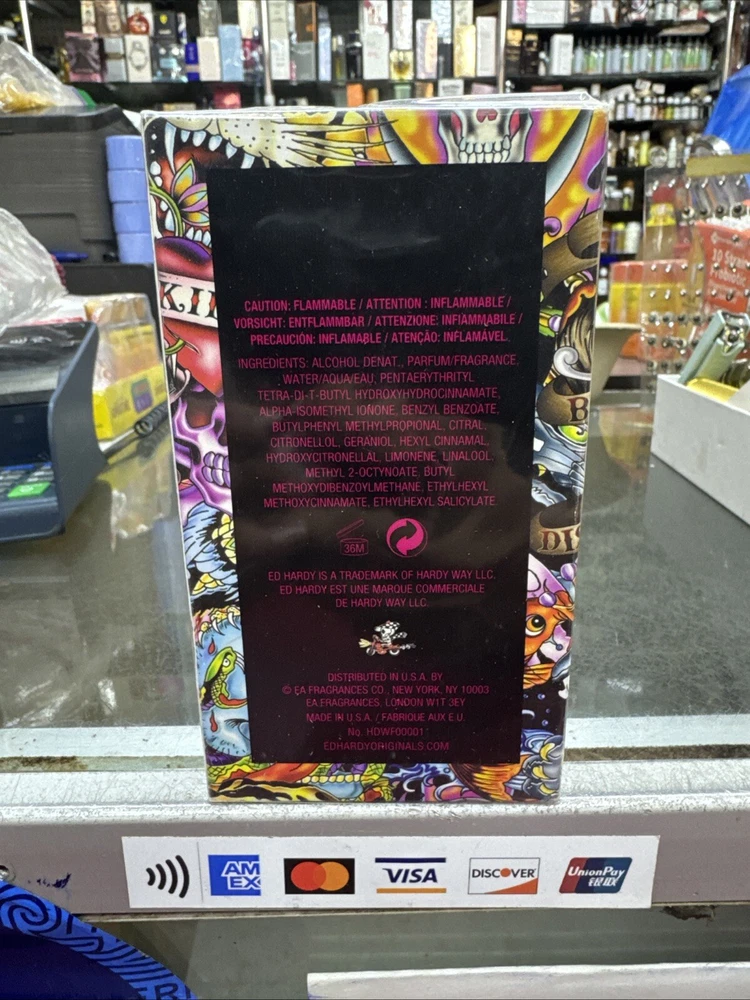 KILL
CAUTION: FLAMMABLE / ATTENTION : INFLAMMABLE /
VORSICHT: ENTFLAMMBAR / ATTENZIONE: INFIAMMABILE /
PRECAUCIÓN: INFLAMABLE / ATENÇÃO: INFLAMÁVEL
INGREDIENTS: ALCOHOL DENAT., PARFUM/FRAGRANCE,
WATER/AQUA/EAU, PENTAERYTHRITYL
TETRA-DI-T-BUTYL HYDROXYHYDROCINNAMATE,
ALPHA-ISOMETHYL IONONE, BENZYL BENZOATE,
BUTYLPHENYL METHYLPROPIONAL, CITRAL,
CITRONELLOL, GERANIOL, HEXYL CINNAMAL,
HYDROXYCITRONELLAL, LIMONENE, LINALOOL,
METHYL 2-OCTYNOATE, BUTYL
METHOXYDIBENZOYLMETHANE, ETHYLHEXYL
METHOXYCINNAMATE, ETHYLHEXYL SALICYLATE.
36M
ED HARDY IS A TRADEMARK OF HARDY WAY LLC.
ED HARDY EST UNE MARQUE COMMERCIALE
DE HARDY WAY LLC.
DIS
DISTRIBUTED IN U.S.A. BY
© EA FRAGRANCES CO., NEW YORK, NY 10003
EA FRAGRANCES, LONDON W1T 3EY
MADE IN U.S.A. / FABRIQUE AUX E.U.
No. HDWF00001
EDHARDYORIGINALS.COM
AM
EX
VISA
DISCOVER
UnionPay
银联